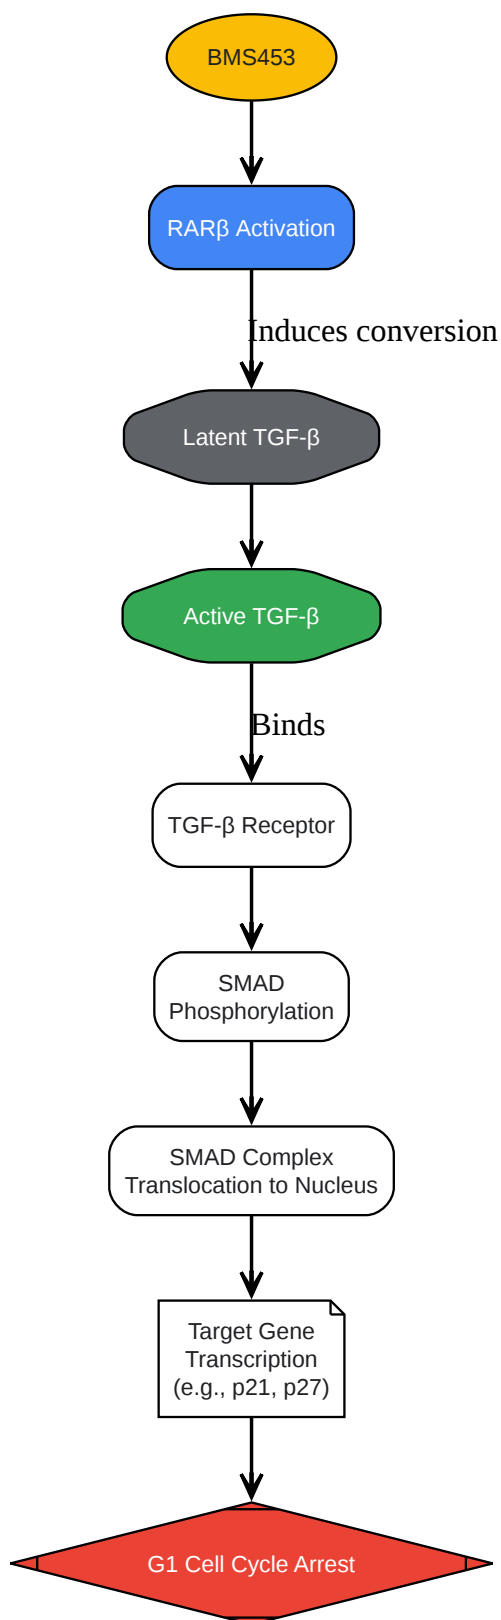 BMS453
RARβ Activation
Induces conversion
Latent TGF-β
Active TGF-β
Binds
TGF-β Receptor
SMAD
Phosphorylation
SMAD Complex
Translocation to Nucleus
Target Gene
Transcription
(e.g., p21, p27)
G1 Cell Cycle Arrest